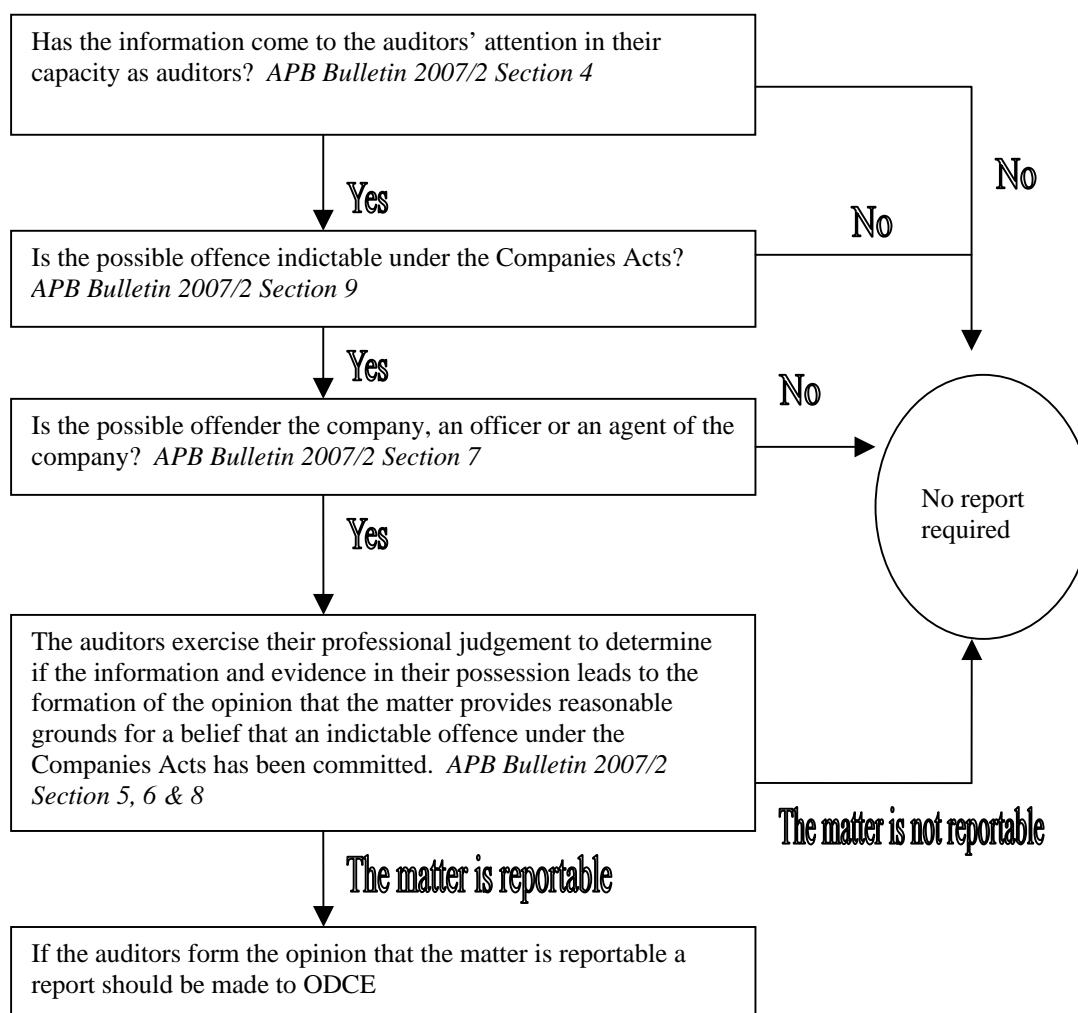 Has the information come to the auditors’ attention in their
capacity as auditors? APB Bulletin 2007/2 Section 4
No
Yes
No
Is the possible offence indictable under the Companies Acts?
APB Bulletin 2007/2 Section 9
Yes
No
Is the possible offender the company, an officer or an agent of the
company? APB Bulletin 2007/2 Section 7
No report
required
Yes
The auditors exercise their professional judgement to determine
if the information and evidence in their possession leads to the
formation of the opinion that the matter provides reasonable
grounds for a belief that an indictable offence under the
Companies Acts has been committed. APB Bulletin 2007/2
Section 5, 6 & 8
The matter is not reportable
The matter is reportable
If the auditors form the opinion that the matter is reportable a
report should be made to ODCE